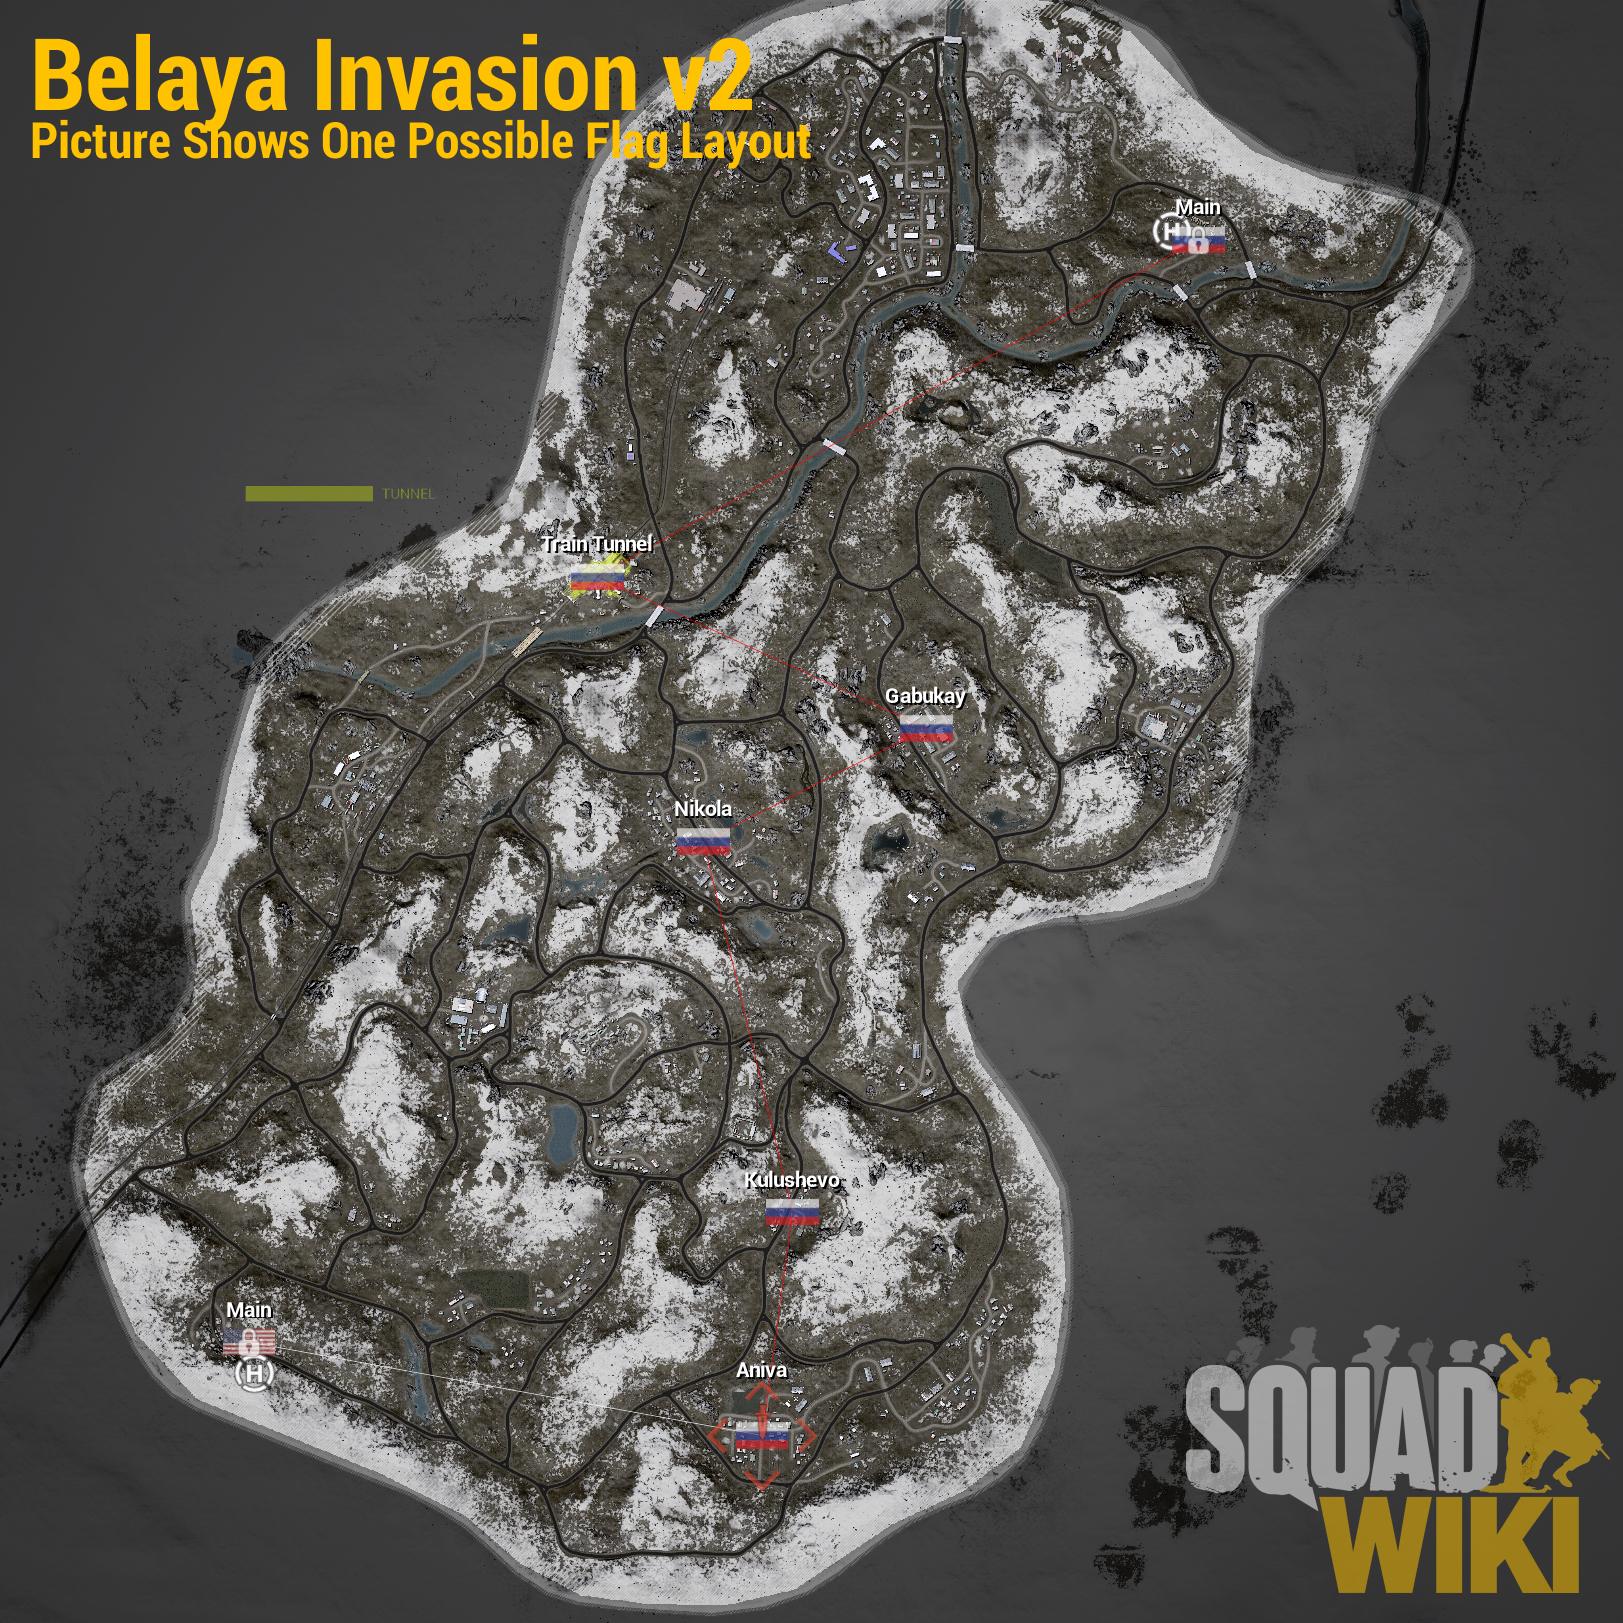 Belaya Invasion v2
Picture Shows One Possible Flag Layout
Main
H
TUNNEL
Train Tunnel
Gabukay
Nikola
Kulushevo
Main
H
Aniva
SQUAD
WIKI